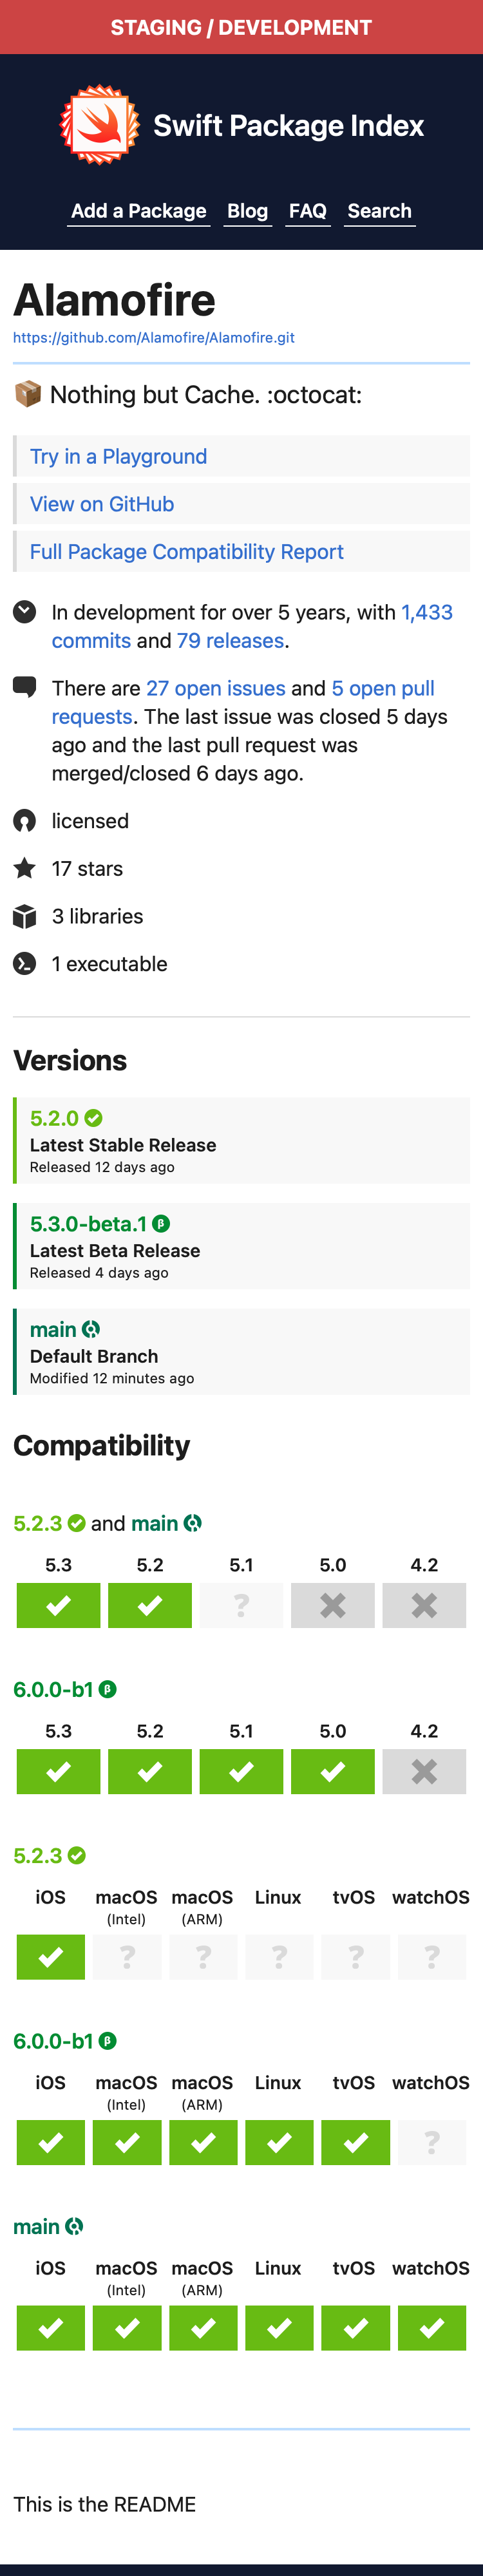 STAGING / DEVELOPMENT
Swift Package Index
Add a Package Blog FAQ Search
Alamofire
https://github.com/Alamofire/Alamofire.git
📦 Nothing but Cache. :octocat:
Try in a Playground
View on GitHub
Full Package Compatibility Report
In development for over 5 years, with 1,433
commits and 79 releases.
There are 27 open issues and 5 open pull
requests. The last issue was closed 5 days
ago and the last pull request was
merged/closed 6 days ago.
licensed
17 stars
3 libraries
1 executable
Versions
5.2.0
Latest Stable Release
Released 12 days ago
5.3.0-beta.1 β
Latest Beta Release
Released 4 days ago
main
Default Branch
Modified 12 minutes ago
Compatibility
5.2.3 and main
5.3 5.2 5.1 5.0 4.2
✓ ✓ ? ✕ ✕
6.0.0-b1 β
5.3 5.2 5.1 5.0 4.2
✓ ✓ ✓ ✓ ✕
5.2.3
iOS macOS macOS Linux tvOS watchOS
(Intel) (ARM)
✓ ? ? ? ? ?
6.0.0-b1 β
iOS macOS macOS Linux tvOS watchOS
(Intel) (ARM)
✓ ✓ ✓ ✓ ✓ ?
main
iOS macOS macOS Linux tvOS watchOS
(Intel) (ARM)
✓ ✓ ✓ ✓ ✓ ✓
This is the README